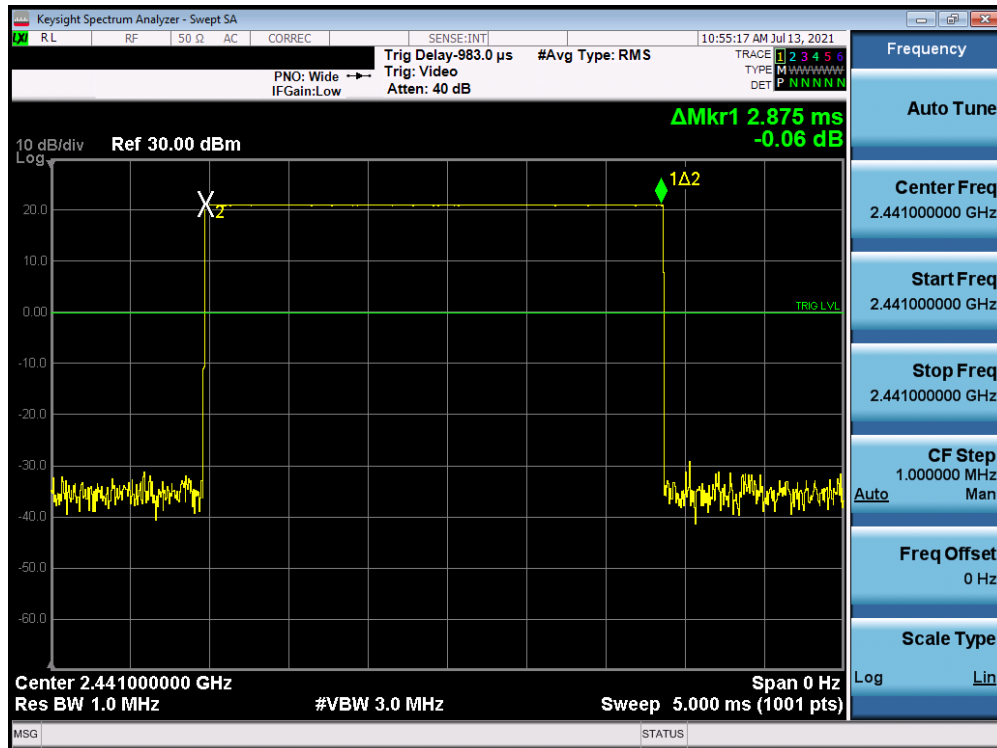 Keysight Spectrum Analyzer - Swept SA
LXI RL RF 50 Ω AC CORREC SENSE:INT 10:55:17 AM Jul 13, 2021
Trig Delay-983.0 µs #Avg Type: RMS TRACE 1 2 3 4 5 6
PNO: Wide Trig: Video TYPE M WWWWW
IFGain:Low Atten: 40 dB DET P N N N N N
ΔMkr1 2.875 ms
-0.06 dB
10 dB/div Ref 30.00 dBm
Log
1Δ2
X2
20.0
10.0
0.00
TRIG LVL
-10.0
-20.0
-30.0
-40.0
-50.0
-60.0
Center 2.441000000 GHz Span 0 Hz
Res BW 1.0 MHz #VBW 3.0 MHz Sweep 5.000 ms (1001 pts)
MSG STATUS
Frequency
Auto Tune
Center Freq
2.441000000 GHz
Start Freq
2.441000000 GHz
Stop Freq
2.441000000 GHz
CF Step
1.000000 MHz
Auto Man
Freq Offset
0 Hz
Scale Type
Log Lin